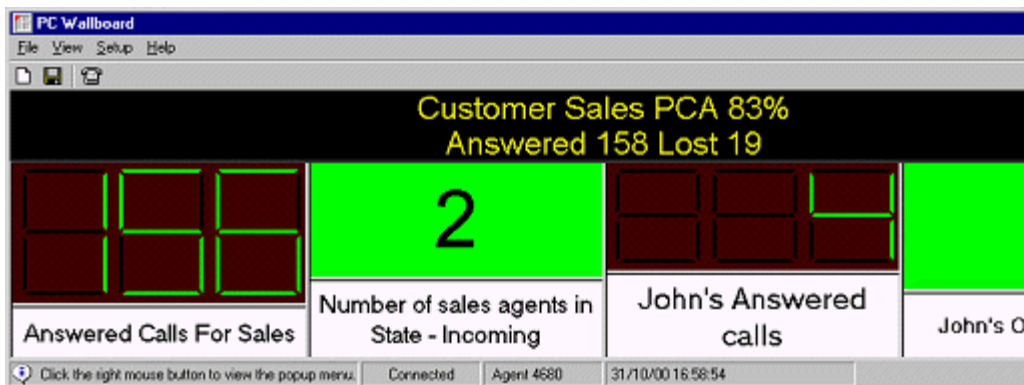 PC Wallboard
File View Setup Help
Customer Sales PCA 83%
Answered 158 Lost 19
156
Answered Calls For Sales
2
Number of sales agents in
State - Incoming
4
John's Answered
calls
John's O
Click the right mouse button to view the popup menu. Connected Agent 4680 31/10/00 16:58:54